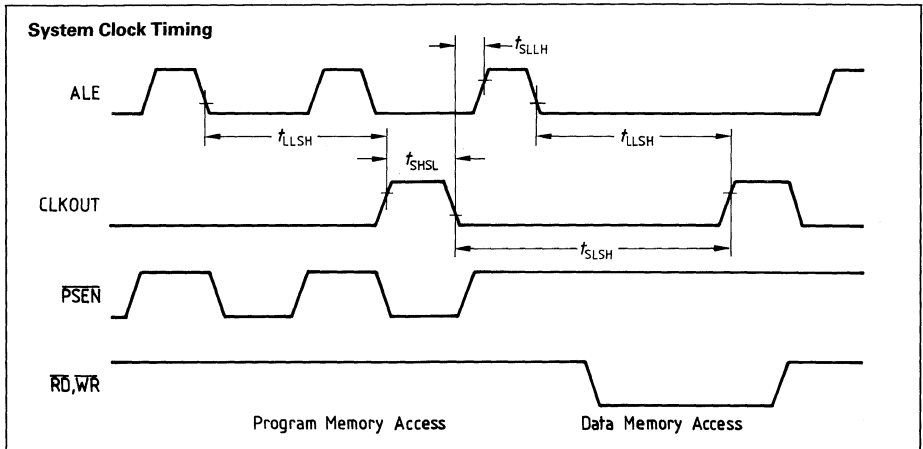 System Clock Timing
tSLLH
ALE
tLLSH
tLLSH
tSHSL
CLKOUT
tSLSH
PSEN
RD,WR
Program Memory Access
Data Memory Access